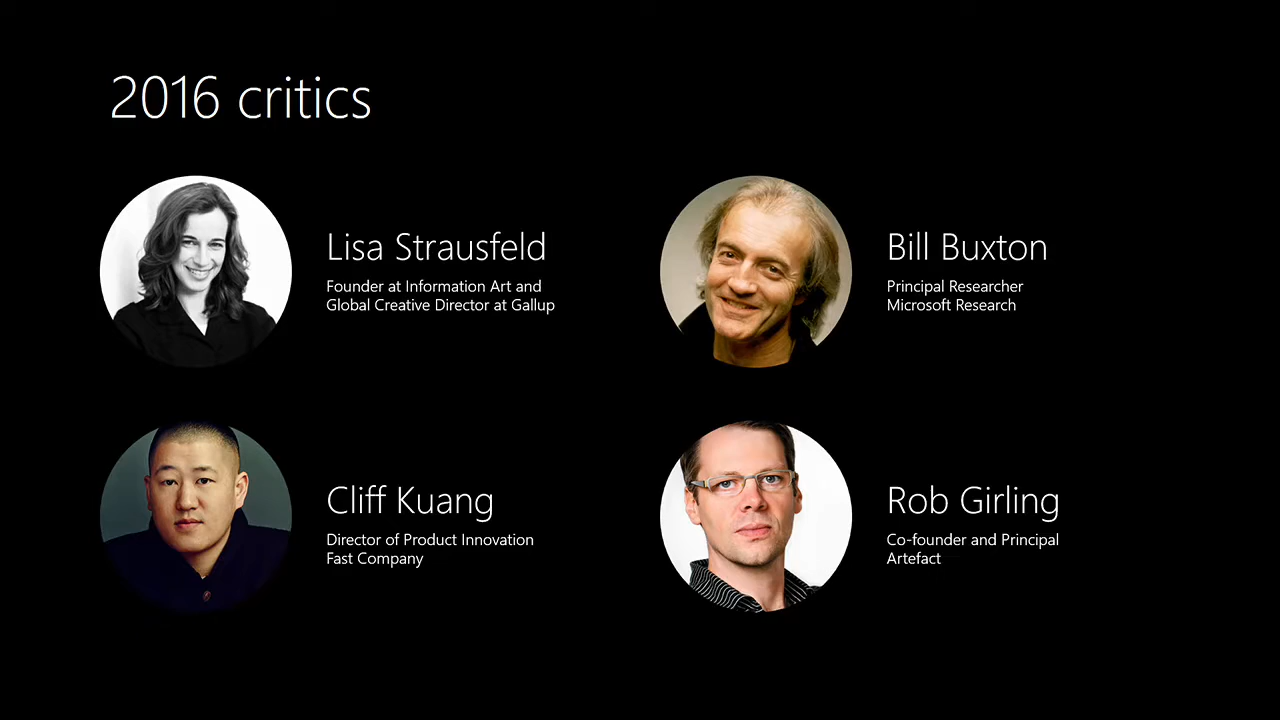 2016 critics
Lisa Strausfeld
Founder at Information Art and
Global Creative Director at Gallup
Bill Buxton
Principal Researcher
Microsoft Research
Cliff Kuang
Director of Product Innovation
Fast Company
Rob Girling
Co-founder and Principal
Artefact